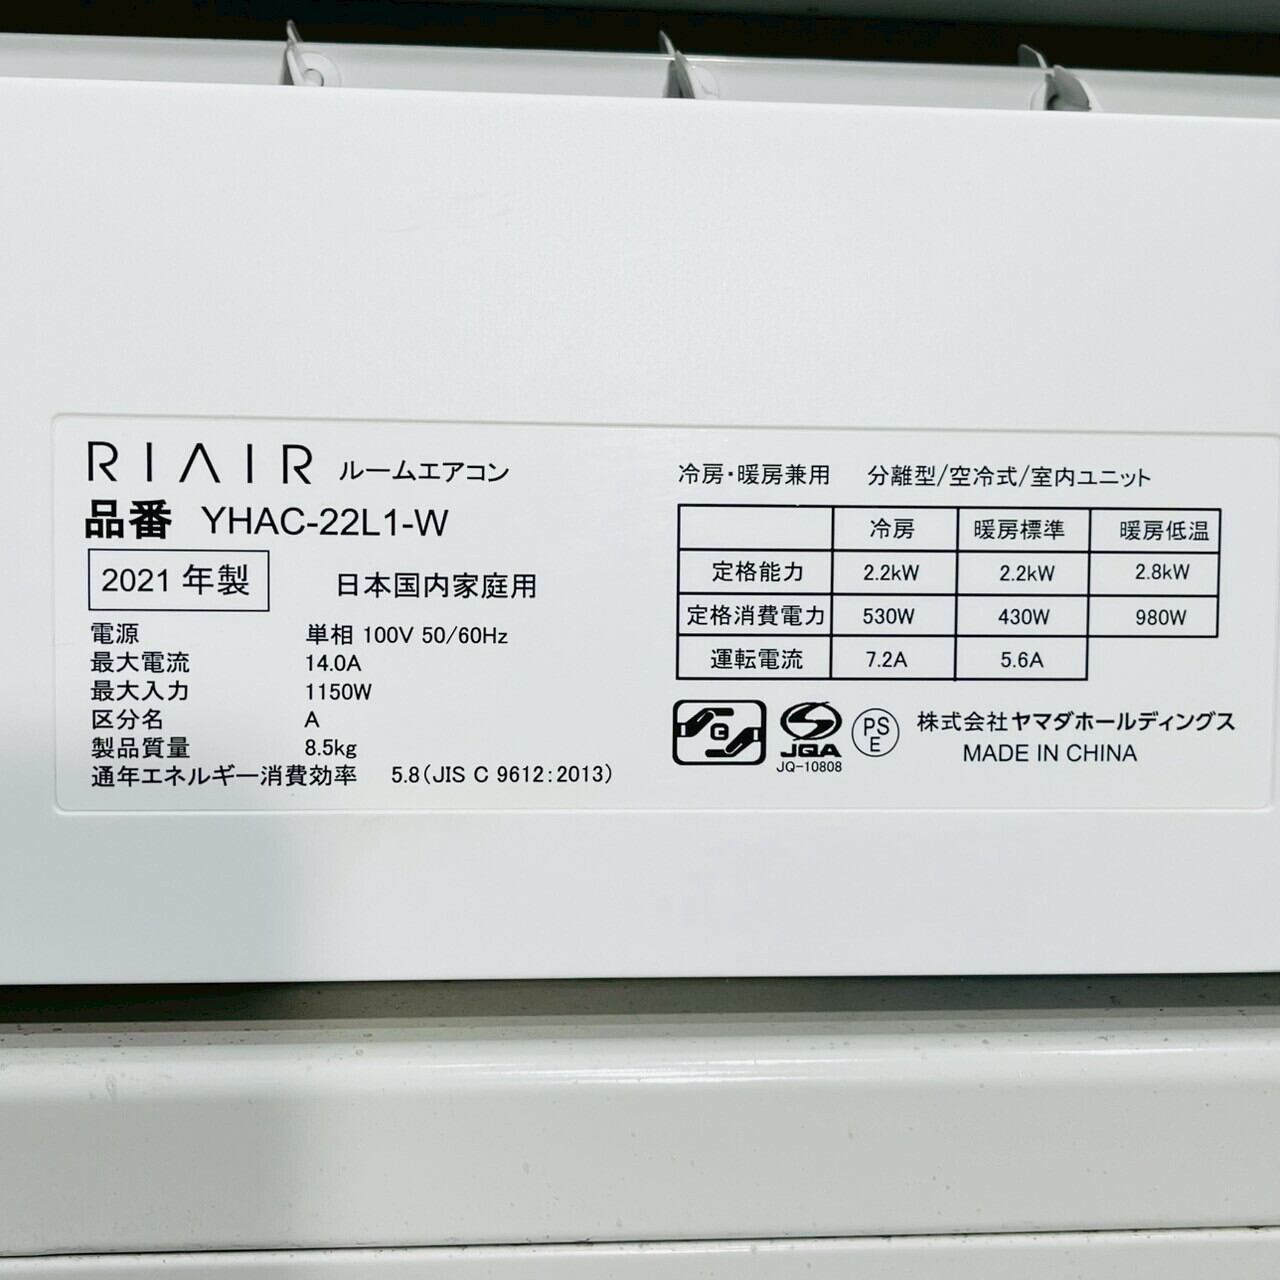 RIAIR ルームエアコン
品番 YHAC-22L1-W
2021 年製 日本国内家庭用
電源 単相 100V 50/60Hz
最大電流 14.0A
最大入力 1150W
区分名 A
製品質量 8.5kg
通年エネルギー消費効率 5.8(JIS C 9612:2013)
冷房・暖房兼用 分離型/空冷式/室内ユニット
冷房 暖房標準 暖房低温
定格能力 2.2kW 2.2kW 2.8kW
定格消費電力 530W 430W 980W
運転電流 7.2A 5.6A
G
S
JQA
JQ-10808
PS
E
株式会社ヤマダホールディングス
MADE IN CHINA